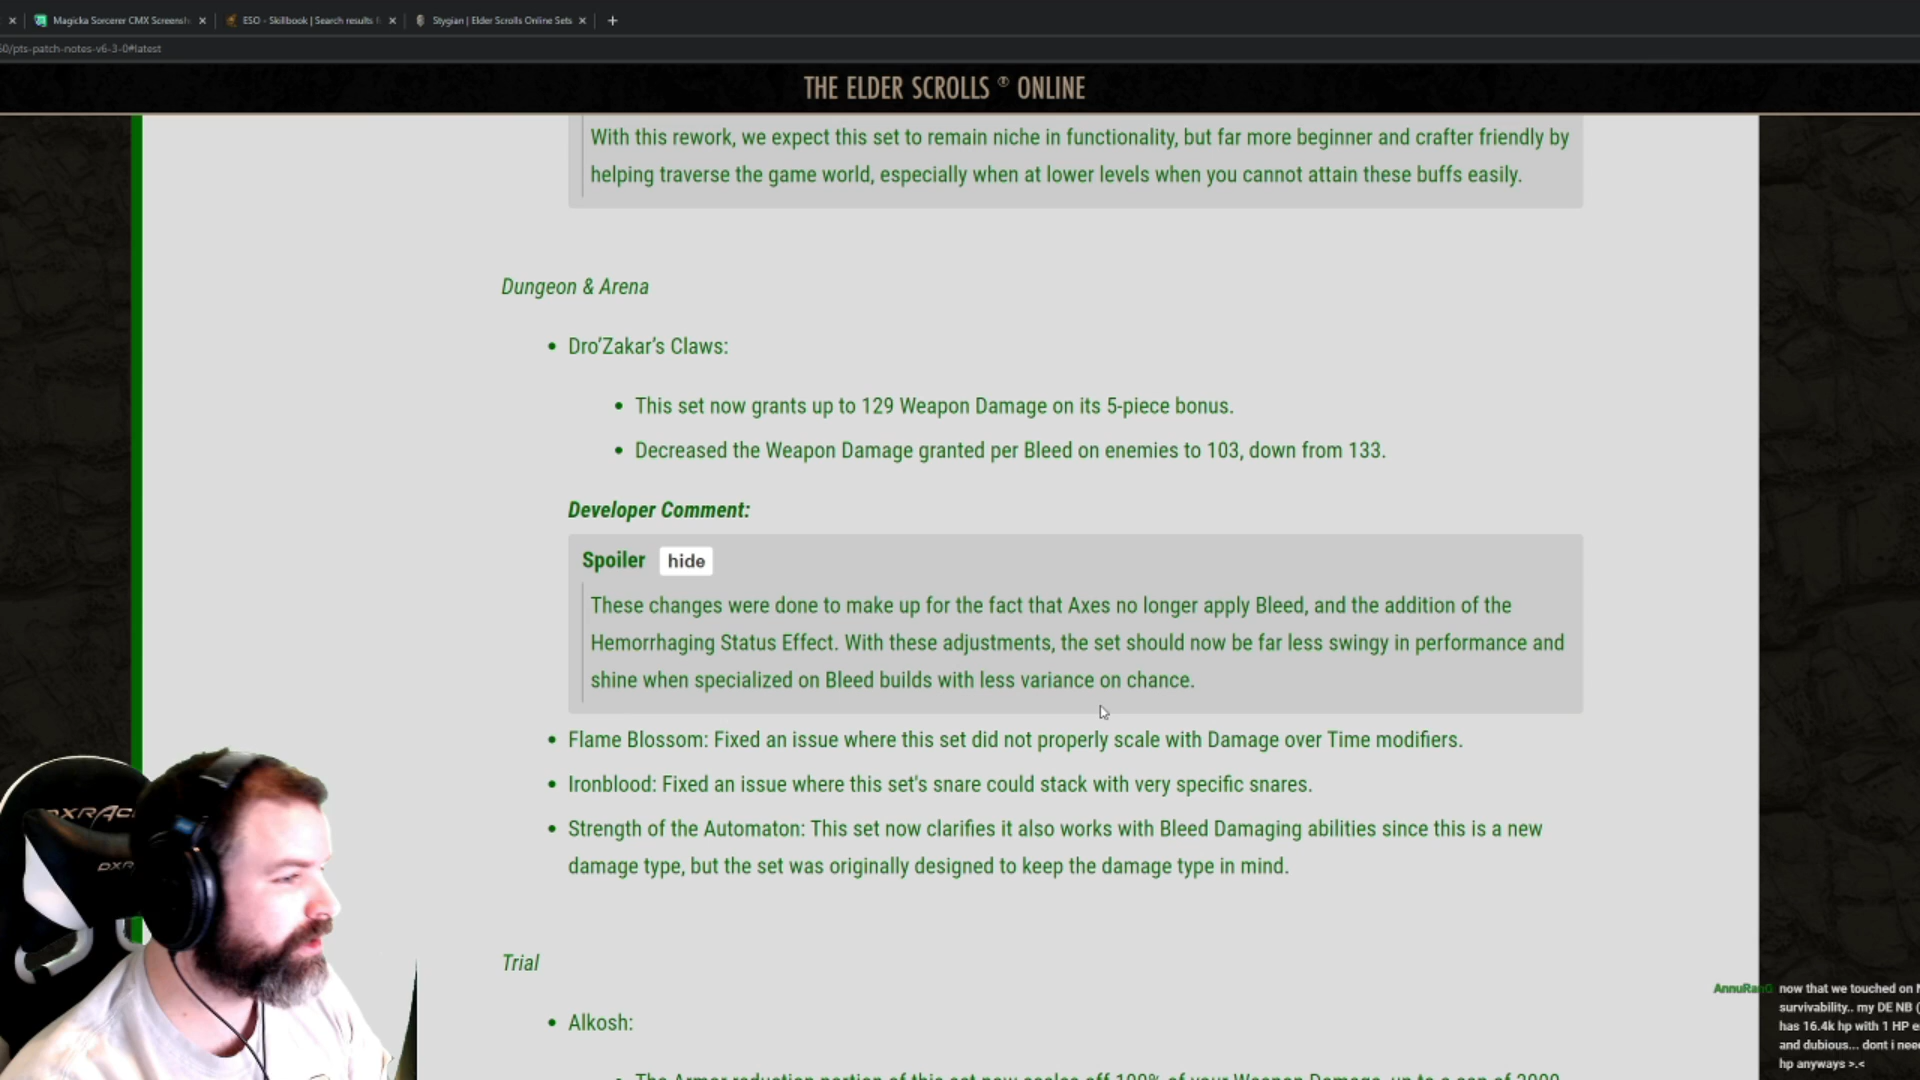 Magicka Sorcerer CMX Screensh
ESO - Skillbook | Search results
Stygian | Elder Scrolls Online Sets
0/pts-patch-notes-v6-3-0#latest
THE ELDER SCROLLS ® ONLINE
With this rework, we expect this set to remain niche in functionality, but far more beginner and crafter friendly by
helping traverse the game world, especially when at lower levels when you cannot attain these buffs easily.
Dungeon & Arena
• Dro’Zakar’s Claws:
• This set now grants up to 129 Weapon Damage on its 5-piece bonus.
• Decreased the Weapon Damage granted per Bleed on enemies to 103, down from 133.
Developer Comment:
Spoiler hide
These changes were done to make up for the fact that Axes no longer apply Bleed, and the addition of the
Hemorrhaging Status Effect. With these adjustments, the set should now be far less swingy in performance and
shine when specialized on Bleed builds with less variance on chance.
• Flame Blossom: Fixed an issue where this set did not properly scale with Damage over Time modifiers.
• Ironblood: Fixed an issue where this set's snare could stack with very specific snares.
• Strength of the Automaton: This set now clarifies it also works with Bleed Damaging abilities since this is a new
damage type, but the set was originally designed to keep the damage type in mind.
Trial
• Alkosh:
• The Armor reduction portion of this set now scales off 100% of your Weapon Damage, up to a cap of 3000
DXRAC
DXR
now that we touched on
survivability.. my DE NB (
has 16.4k hp with 1 HP e
and dubious... dont i nee
hp anyways >.<